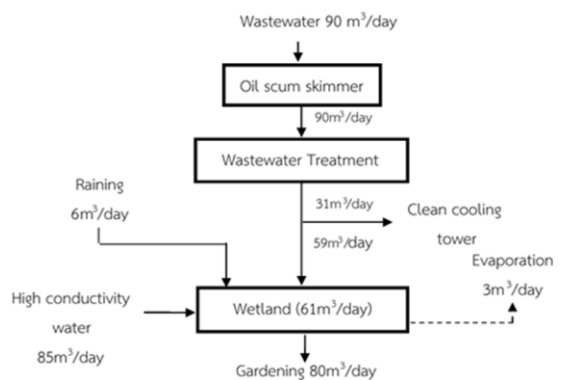 Wastewater 90 m³/day
Oil scum skimmer
90m³/day
Wastewater Treatment
31m³/day
Clean cooling
tower
59m³/day
Raining
6m³/day
Evaporation
3m³/day
High conductivity
water
85m³/day
Wetland (61m³/day)
Gardening 80m³/day